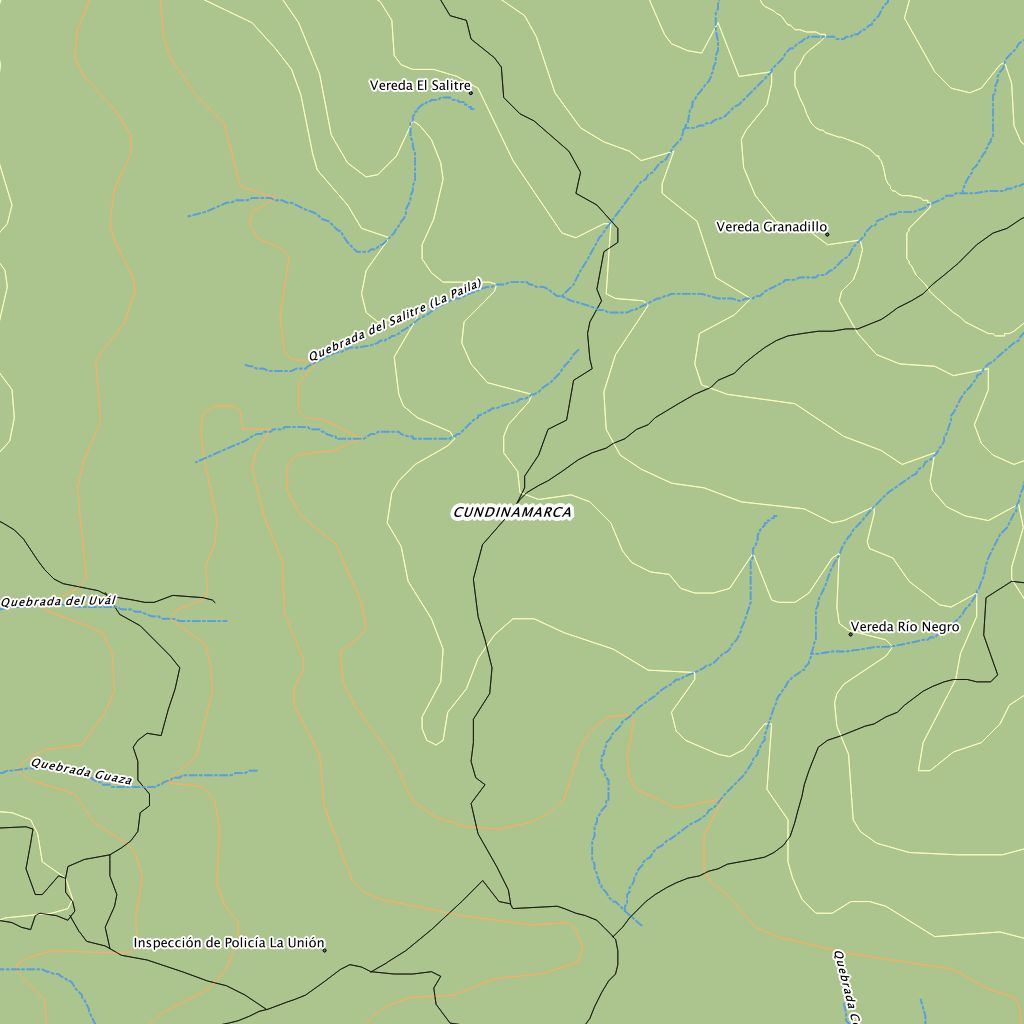 Vereda El Salitre
Vereda Granadillo
Quebrada del Salitre (La Paila)
CUNDINAMARCA
Quebrada del Uvál
Vereda Río Negro
Quebrada Guaza
Inspección de Policía La Unión
Quebrada